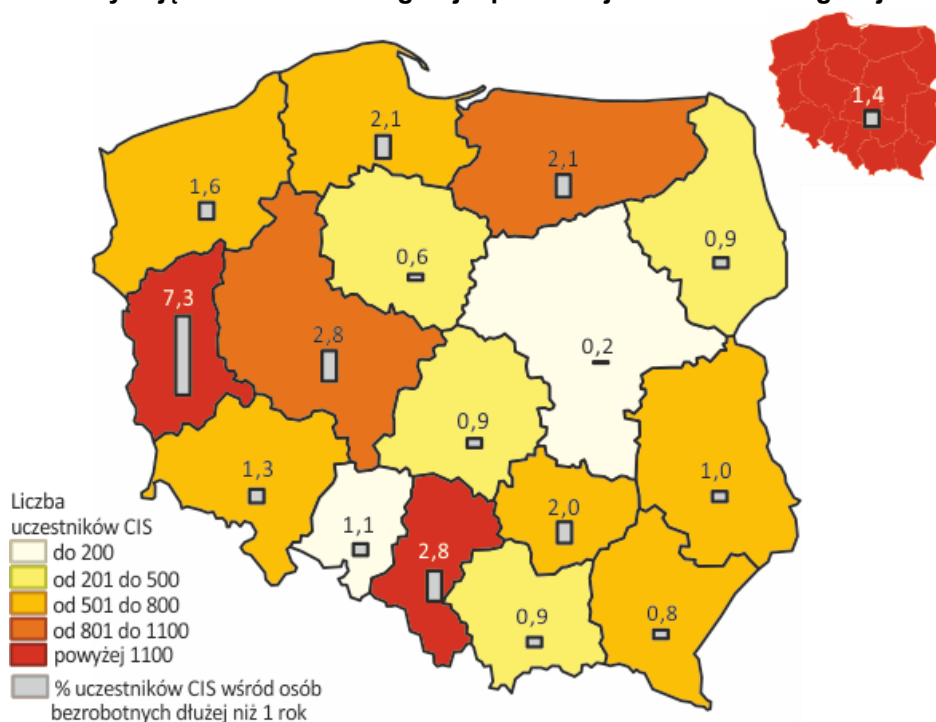 1,4
2,1
2,1
1,6
0,9
0,6
7,3
2,8
0,2
0,9
1,3
1,0
2,0
1,1
2,8
0,9
0,8
Liczba
uczestników CIS
do 200
od 201 do 500
od 501 do 800
od 801 do 1100
powyżej 1100
% uczestników CIS wśród osób
bezrobotnych dłużej niż 1 rok